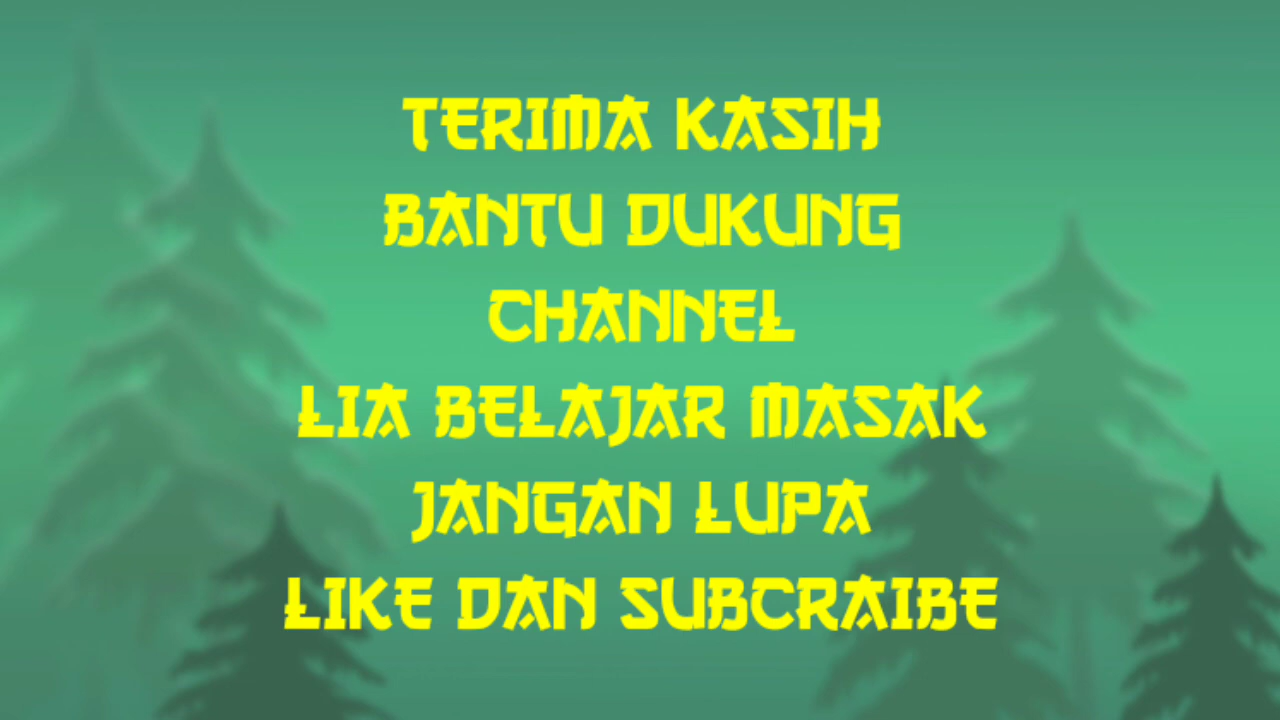 TERIMA KASIH
BANTU DUKUNG
CHANNEL
LIA BELAJAR MASAK
JANGAN LUPA
LIKE DAN SUBCRAIBE